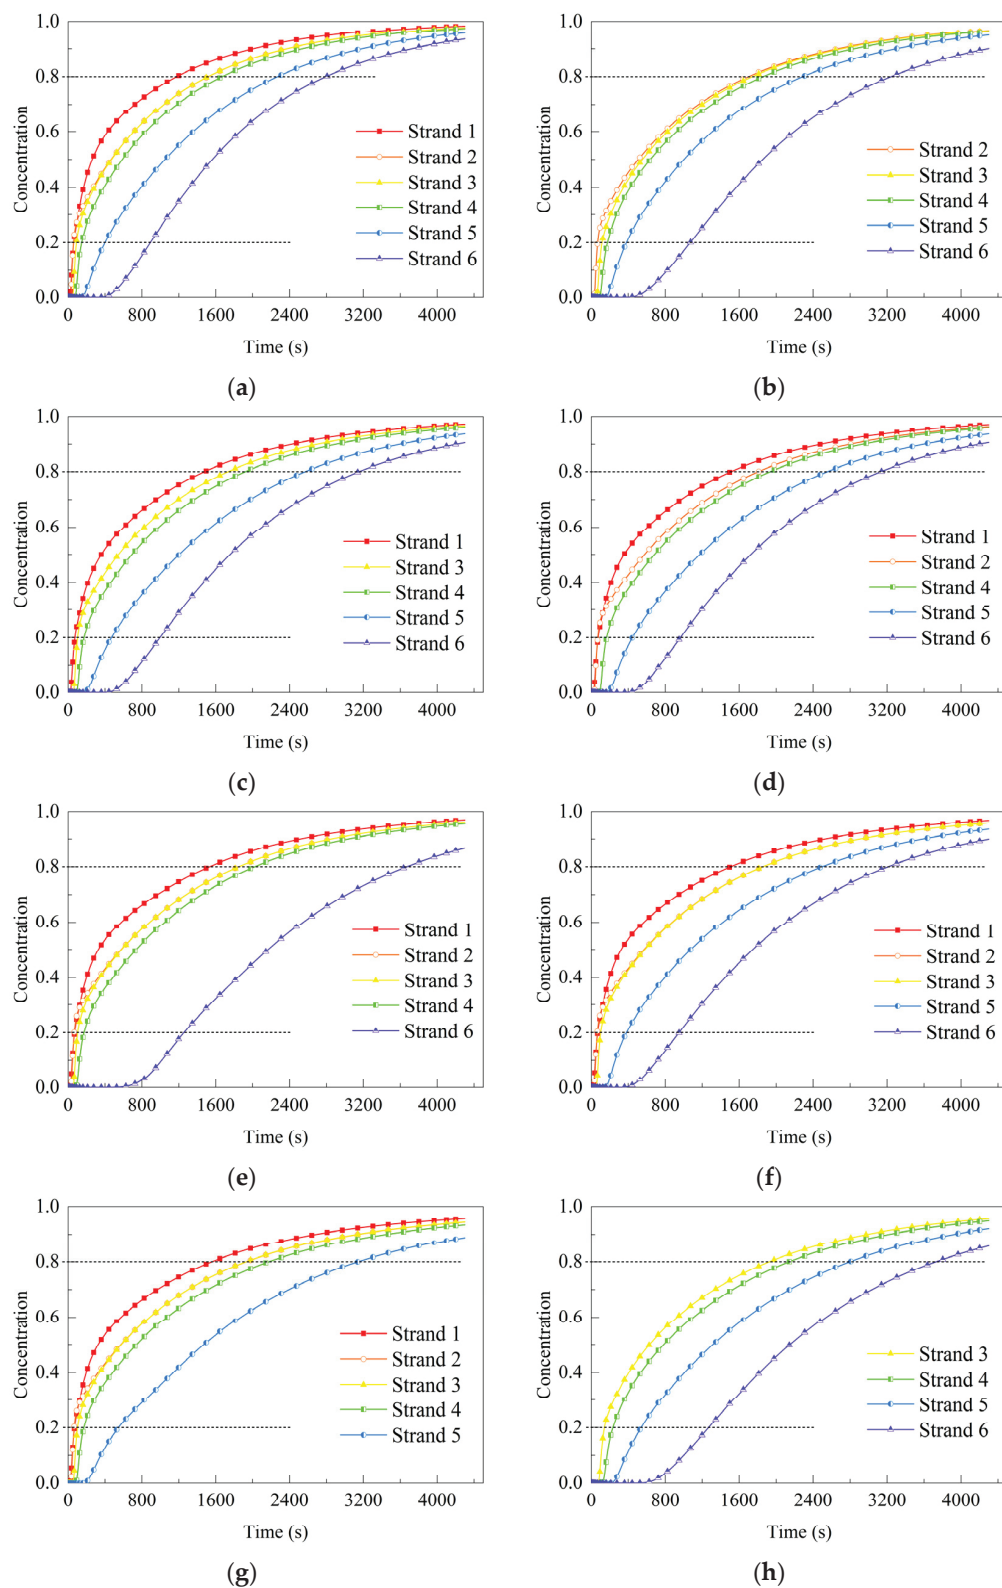 1.0
0.8
0.6
0.4
0.2
0.0
Concentration
Strand 1
Strand 2
Strand 3
Strand 4
Strand 5
Strand 6
0 800 1600 2400 3200 4000
Time (s)
(a)
1.0
0.8
0.6
0.4
0.2
0.0
Concentration
Strand 2
Strand 3
Strand 4
Strand 5
Strand 6
0 800 1600 2400 3200 4000
Time (s)
(b)
1.0
0.8
0.6
0.4
0.2
0.0
Concentration
Strand 1
Strand 3
Strand 4
Strand 5
Strand 6
0 800 1600 2400 3200 4000
Time (s)
(c)
1.0
0.8
0.6
0.4
0.2
0.0
Concentration
Strand 1
Strand 2
Strand 4
Strand 5
Strand 6
0 800 1600 2400 3200 4000
Time (s)
(d)
1.0
0.8
0.6
0.4
0.2
0.0
Concentration
Strand 1
Strand 2
Strand 3
Strand 4
Strand 6
0 800 1600 2400 3200 4000
Time (s)
(e)
1.0
0.8
0.6
0.4
0.2
0.0
Concentration
Strand 1
Strand 2
Strand 3
Strand 5
Strand 6
0 800 1600 2400 3200 4000
Time (s)
(f)
1.0
0.8
0.6
0.4
0.2
0.0
Concentration
Strand 1
Strand 2
Strand 3
Strand 4
Strand 5
0 800 1600 2400 3200 4000
Time (s)
(g)
1.0
0.8
0.6
0.4
0.2
0.0
Concentration
Strand 3
Strand 4
Strand 5
Strand 6
0 800 1600 2400 3200 4000
Time (s)
(h)